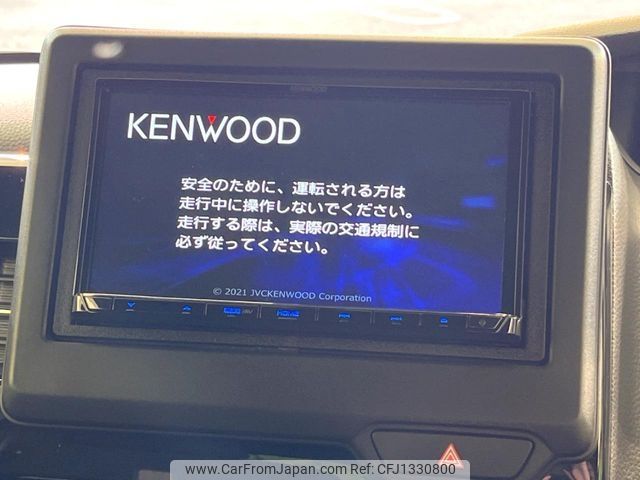 KENWOOD
KENWOOD
安全のために、運転される方は
走行中に操作しないでください。
走行する際は、実際の交通規制に
必ず従ってください。
© 2021 JVCKENWOOD Corporation
HOME
www.CarFromJapan.com - CFJ1330800